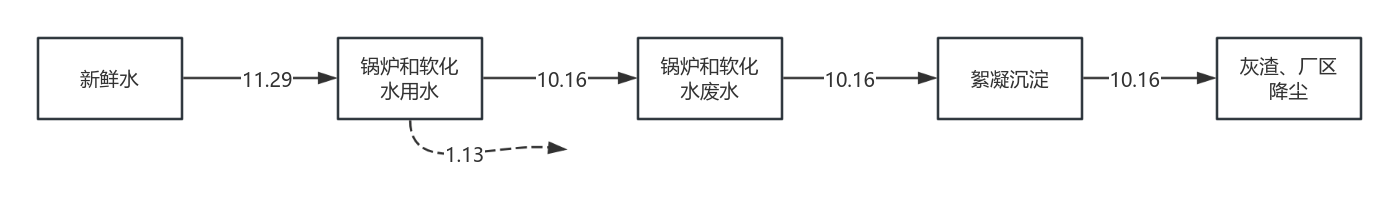 新鲜水
11.29
锅炉和软化
水用水
10.16
锅炉和软化
水废水
10.16
絮凝沉淀
10.16
灰渣、厂区
降尘
1.13